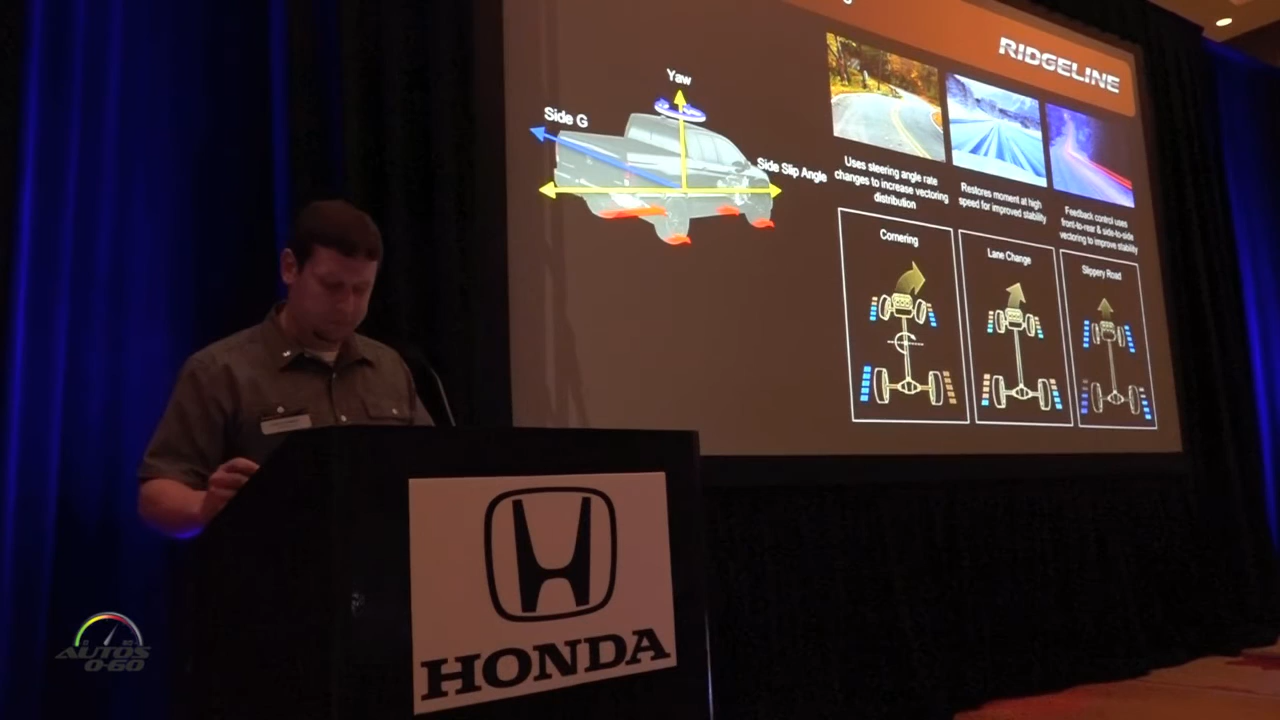 RIDGELINE
Yaw
Side G
Side Slip Angle
Uses steering angle rate
changes to increase vectoring
distribution
Restores moment at high
speed for improved stability
Feedback control uses
front-to-rear & side-to-side
vectoring to improve stability
Cornering
Lane Change
Slippery Road
HONDA
AUTOS
0-60